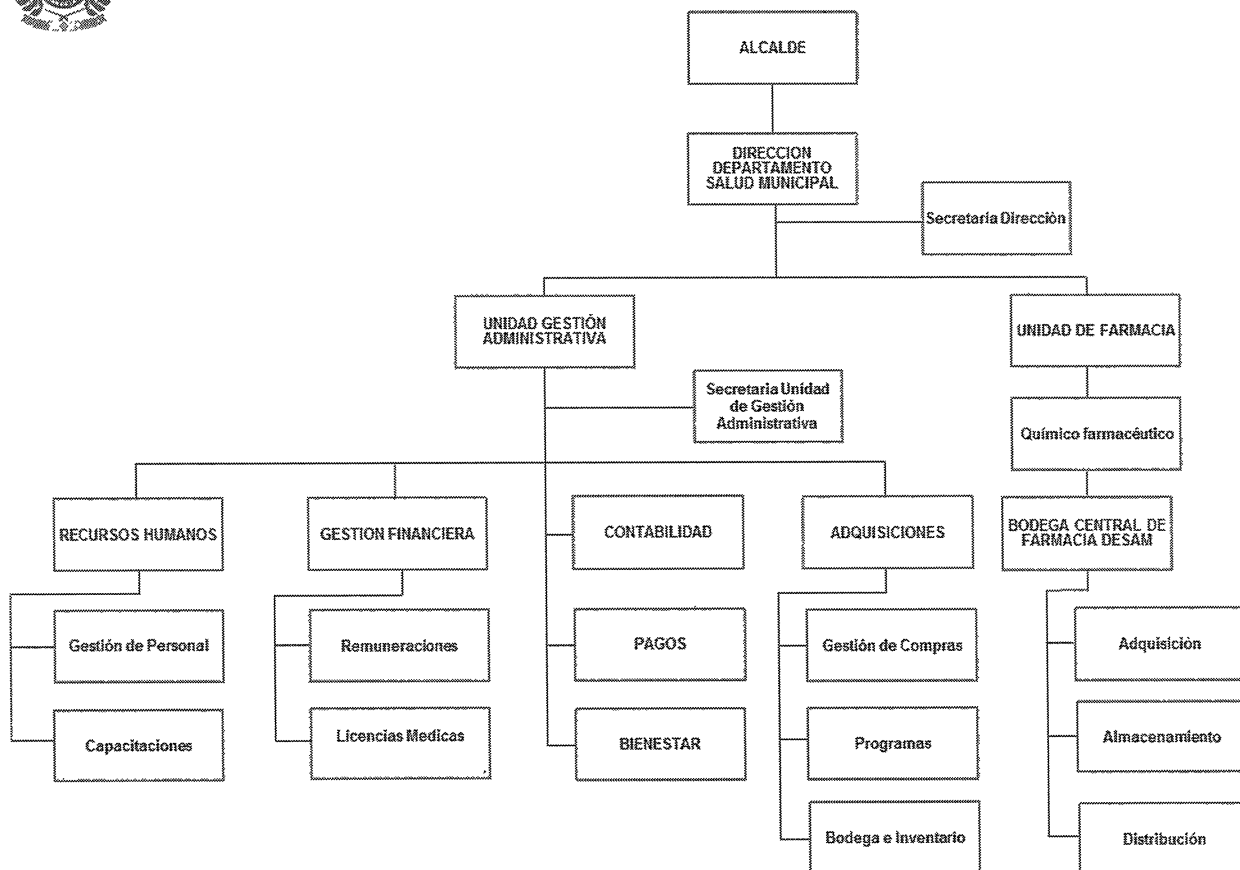 ALCALDE
DIRECCION
DEPARTAMENTO
SALUD MUNICIPAL
Secretaría Dirección
UNIDAD GESTIÓN
ADMINISTRATIVA
UNIDAD DE FARMACIA
Secretaria Unidad
de Gestión
Administrativa
Químico farmacéutico
RECURSOS HUMANOS
GESTION FINANCIERA
CONTABILIDAD
ADQUISICIONES
BODEGA CENTRAL DE
FARMACIA DESAM
Gestión de Personal
Remuneraciones
PAGOS
Gestión de Compras
Adquisición
Capacitaciones
Licencias Medicas
BIENESTAR
Programas
Almacenamiento
Bodega e Inventario
Distribución